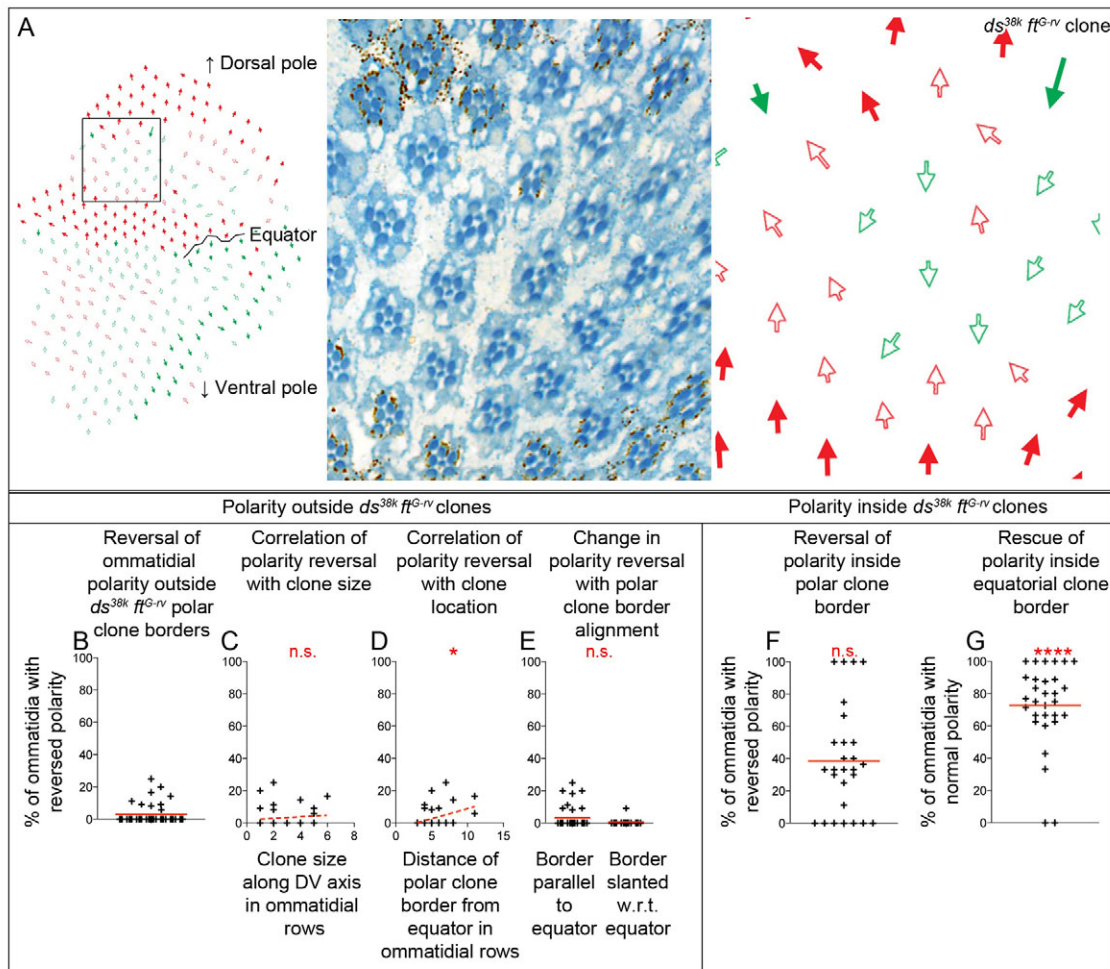 A
ds38k ftG-rv clone
↑ Dorsal pole
Equator
↓ Ventral pole
Polarity outside ds38k ftG-rv clones
Polarity inside ds38k ftG-rv clones
Reversal of
ommatidial
polarity outside
ds38k ftG-rv polar
clone borders
Correlation of
polarity reversal
with clone size
Correlation of
polarity reversal
with clone
location
Change in
polarity reversal
with polar
clone border
alignment
Reversal of
polarity inside
polar clone
border
Rescue of
polarity inside
equatorial clone
border
B
% of ommatidia with
reversed polarity
100
80
60
40
20
0
C
n.s.
100
80
60
40
20
0
0 2 4 6 8
Clone size
along DV axis
in ommatidial
rows
D
*
100
80
60
40
20
0
0 5 10 15
Distance of
polar clone
border from
equator in
ommatidial rows
E
n.s.
100
80
60
40
20
0
Border
parallel
to
equator
Border
slanted
w.r.t.
equator
F
n.s.
% of ommatidia with
reversed polarity
100
80
60
40
20
0
G
****
% of ommatidia with
normal polarity
100
80
60
40
20
0